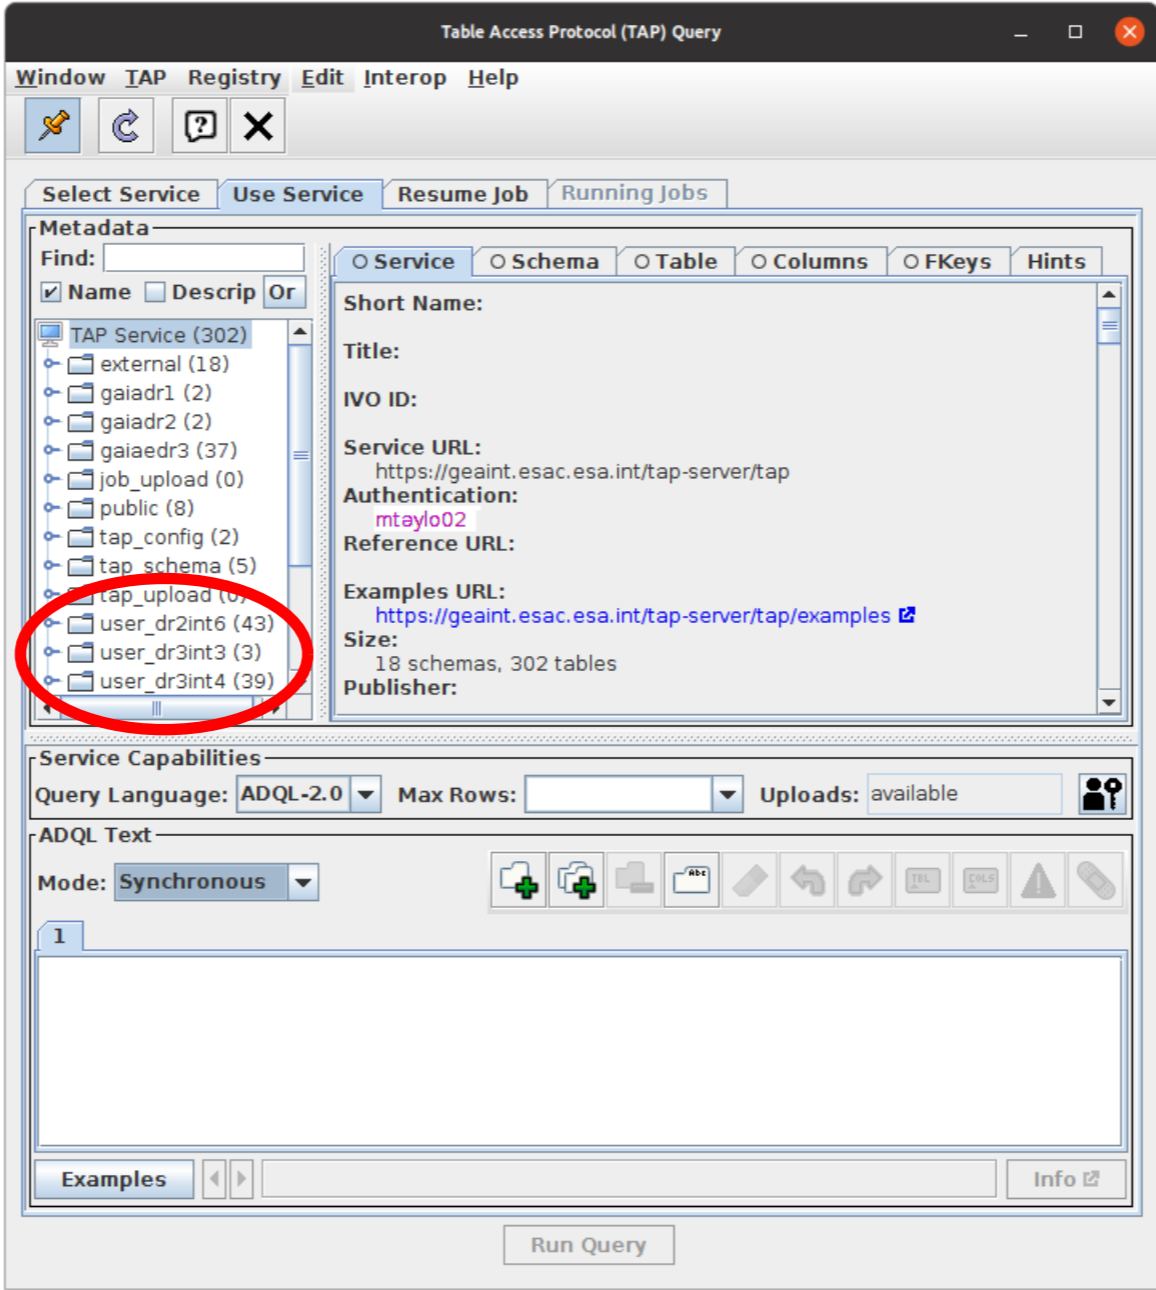 Table Access Protocol (TAP) Query
Window TAP Registry Edit Interop Help
Select Service Use Service Resume Job Running Jobs
Metadata
Find:
Name Descrip Or
TAP Service (302)
external (18)
gaiadr1 (2)
gaiadr2 (2)
gaiaedr3 (37)
job_upload (0)
public (8)
tap_config (2)
tap_schema (5)
tap_upload (0)
user_dr2int6 (43)
user_dr3int3 (3)
user_dr3int4 (39)
Service Schema Table Columns FKeys Hints
Short Name:
Title:
IVO ID:
Service URL:
https://geaint.esac.esa.int/tap-server/tap
Authentication:
mtaylo02
Reference URL:
Examples URL:
https://geaint.esac.esa.int/tap-server/tap/examples
Size:
18 schemas, 302 tables
Publisher:
Service Capabilities
Query Language: ADQL-2.0 Max Rows: Uploads: available
ADQL Text
Mode: Synchronous Abc TBL COLS
1
Examples Info
Run Query